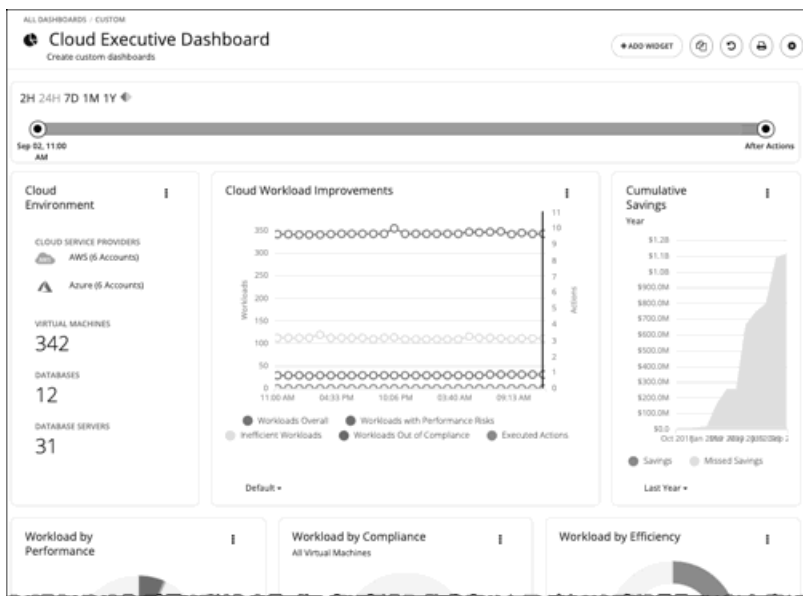 ALL DASHBOARDS / CUSTOM
Cloud Executive Dashboard
Create custom dashboards
+ ADD WIDGET
2H 24H 7D 1M 1Y
Sep 02, 11:00
AM
After Actions
Cloud
Environment
CLOUD SERVICE PROVIDERS
AWS (6 Accounts)
Azure (6 Accounts)
VIRTUAL MACHINES
342
DATABASES
12
DATABASE SERVERS
31
Cloud Workload Improvements
Workloads
350
300
250
200
150
100
50
0
11
10
9
8
7
6
5
4
3
2
1
0
Actions
11:00 AM 04:33 PM 10:06 PM 03:40 AM 09:13 AM
Workloads Overall Workloads with Performance Risks
Inefficient Workloads Workloads Out of Compliance Executed Actions
Default
Cumulative
Savings
Year
$1.2B
$1.1B
$1.0B
$900.0M
$800.0M
$700.0M
$600.0M
$500.0M
$400.0M
$300.0M
$200.0M
$100.0M
$0.0
Savings Missed Savings
Last Year
Workload by
Performance
Workload by Compliance
All Virtual Machines
Workload by Efficiency